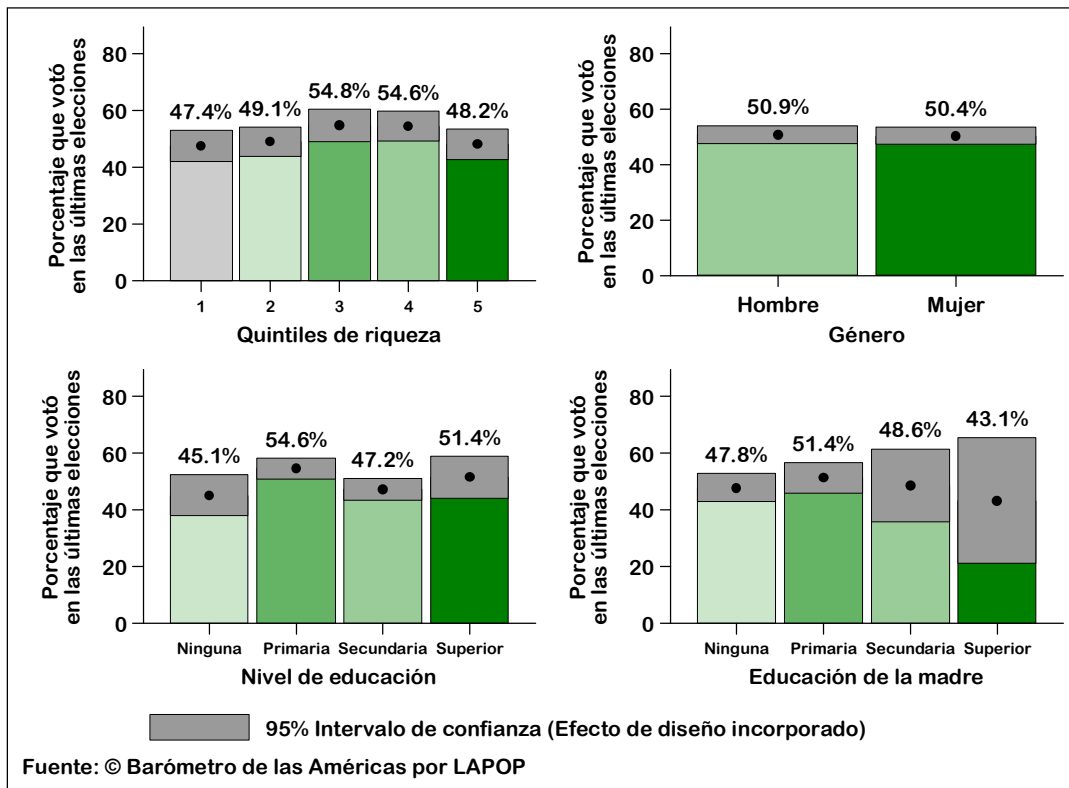 Porcentaje que votó
en las últimas elecciones
80
60
40
20
0
47.4%
49.1%
54.8%
54.6%
48.2%
1
2
3
4
5
Quintiles de riqueza
Porcentaje que votó
en las últimas elecciones
80
60
40
20
0
50.9%
50.4%
Hombre
Mujer
Género
Porcentaje que votó
en las últimas elecciones
80
60
40
20
0
45.1%
54.6%
47.2%
51.4%
Ninguna
Primaria
Secundaria
Superior
Nivel de educación
Porcentaje que votó
en las últimas elecciones
80
60
40
20
0
47.8%
51.4%
48.6%
43.1%
Ninguna
Primaria
Secundaria
Superior
Educación de la madre
95% Intervalo de confianza (Efecto de diseño incorporado)
Fuente: © Barómetro de las Américas por LAPOP